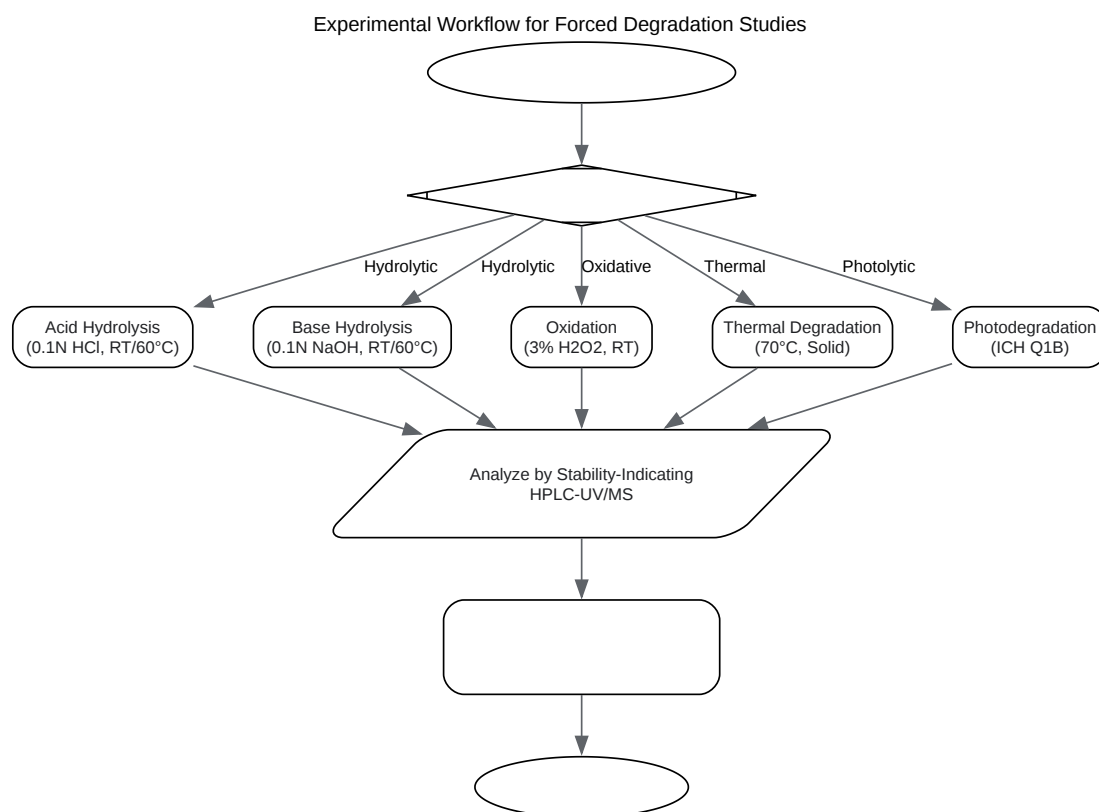 Experimental Workflow for Forced Degradation Studies
Hydrolytic
Hydrolytic
Oxidative
Thermal
Photolytic
Acid Hydrolysis
(0.1N HCl, RT/60°C)
Base Hydrolysis
(0.1N NaOH, RT/60°C)
Oxidation
(3% H2O2, RT)
Thermal Degradation
(70°C, Solid)
Photodegradation
(ICH Q1B)
Analyze by Stability-Indicating
HPLC-UV/MS